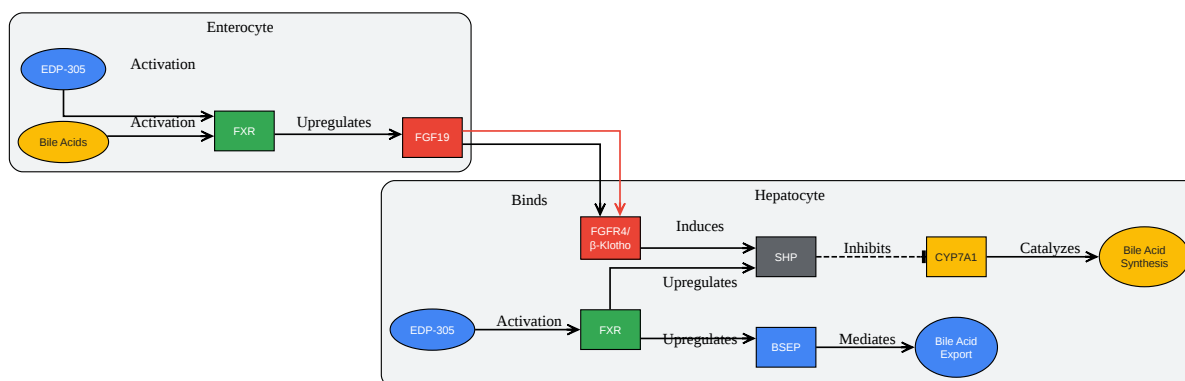 Enterocyte
EDP-305
Activation
Bile Acids
Activation
FXR
Upregulates
FGF19
Binds
Hepatocyte
FGFR4/
β-Klotho
Induces
SHP
Inhibits
CYP7A1
Catalyzes
Bile Acid
Synthesis
Upregulates
EDP-305
Activation
FXR
Upregulates
BSEP
Mediates
Bile Acid
Export